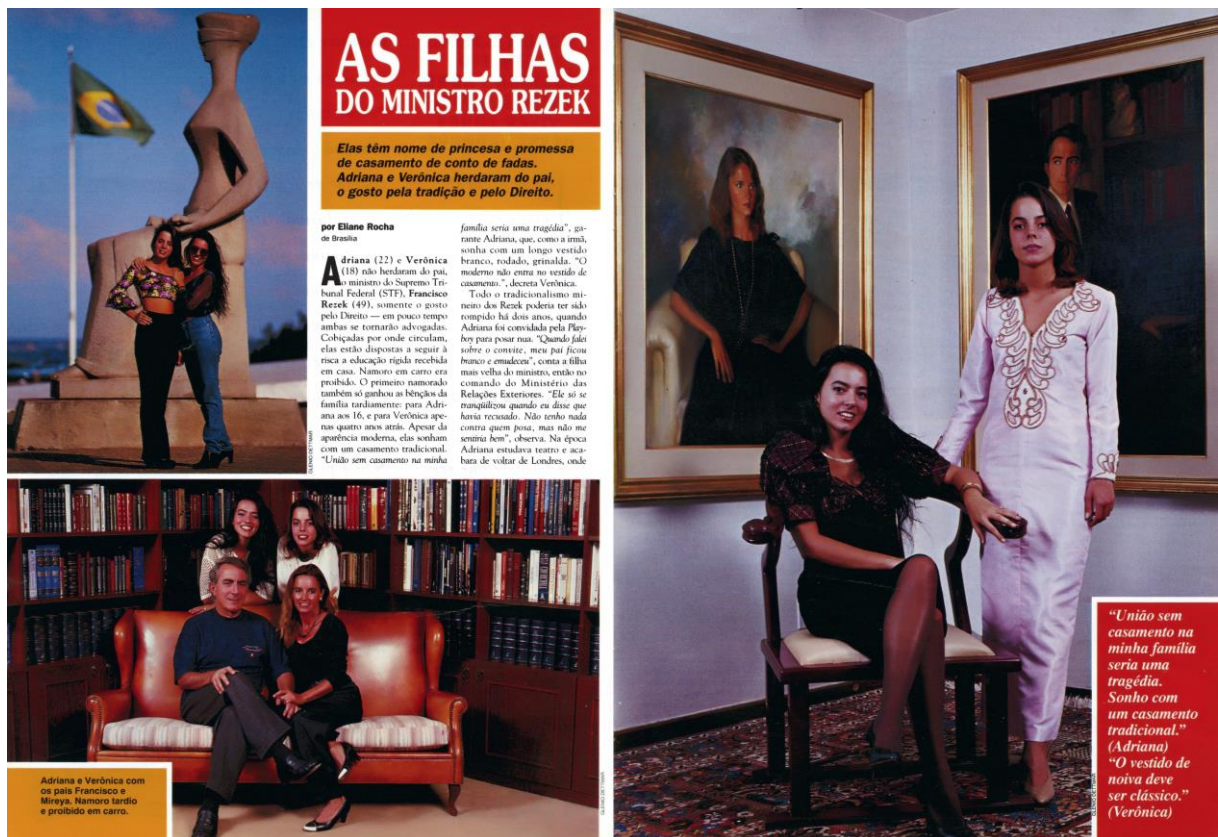 AS FILHAS
DO MINISTRO REZEK
Elas têm nome de princesa e promessa
de casamento de conto de fadas.
Adriana e Verônica herdaram do pai,
o gosto pela tradição e pelo Direito.
por Eliane Rocha
de Brasília
Adriana (22) e Verônica
(18) não herdaram do pai,
o ministro do Supremo Tri-
bunal Federal (STF), Francisco
Rezek (49), somente o gosto
pelo Direito — em pouco tempo
ambas se tornarão advogadas.
Cobiçadas por onde circulam,
elas estão dispostas a seguir à
risca a educação rígida recebida
em casa. Namoro em carro era
proibido. O primeiro namorado
também só ganhou as bênçãos da
família tardiamente: para Adri-
ana aos 16, e para Verônica ape-
nas quatro anos atrás. Apesar da
aparência moderna, elas sonham
com um casamento tradicional.
"União sem casamento na minha
família seria uma tragédia", ga-
rante Adriana, que, como a irmã,
sonha com um longo vestido
branco, rodado, grinalda. "O
moderno não entra no vestido de
casamento.", decreta Verônica.
Todo o tradicionalismo mi-
neiro dos Rezek poderia ter sido
rompido há dois anos, quando
Adriana foi convidada pela Play-
boy para posar nua. "Quando falei
sobre o convite, meu pai ficou
branco e emudeceu", conta a filha
mais velha do ministro, então no
comando do Ministério das
Relações Exteriores. "Ele só se
tranqüilizou quando eu disse que
havia recusado. Não tenho nada
contra quem posa, mas não me
sentiria bem", observa. Na época
Adriana estudava teatro e aca-
bara de voltar de Londres, onde
GLENIO DETTMAR
Adriana e Verônica com
os pais Francisco e
Mireya. Namoro tardio
e proibido em carro.
GLENIO DETTMAR
GLENIO DETTMAR
"União sem
casamento na
minha família
seria uma
tragédia.
Sonho com
um casamento
tradicional."
(Adriana)
"O vestido de
noiva deve
ser clássico."
(Verônica)